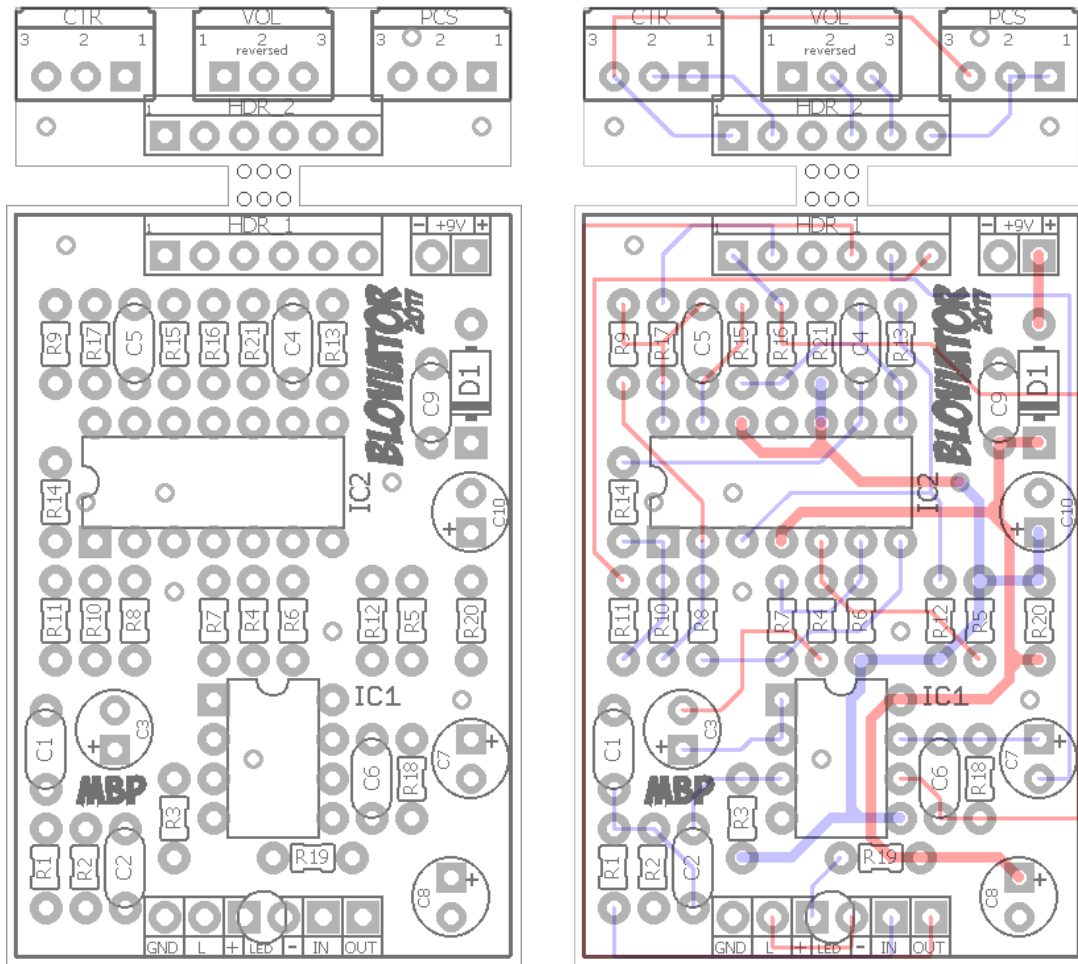 CTR VOL PCS
3 2 1 1 2 3 3 2 1
reversed
HDR_2
1
HDR_1
1
- +9V +
R9 R17 C5 R15 R16 R21 C4 R13
BLOVIATOR
2017
C9 D1
R14 IC2 C10 +
R11 R10 R8 R7 R4 R6 R12 R5 R20
IC1
C1 C3 + C6 R18 C7 +
MBP
R3
R1 R2 C2 R19 C8 +
GND L + LED - IN OUT
CTR VOL PCS
3 2 1 1 2 3 3 2 1
reversed
HDR_2
1
HDR_1
1
- +9V +
R9 R17 C5 R15 R16 R21 C4 R13
BLOVIATOR
2017
C9 D1
R14 IC2 C10 +
R11 R10 R8 R7 R4 R6 R12 R5 R20
IC1
C1 C3 + C6 R18 C7 +
MBP
R3
R1 R2 C2 R19 C8 +
GND L + LED - IN OUT